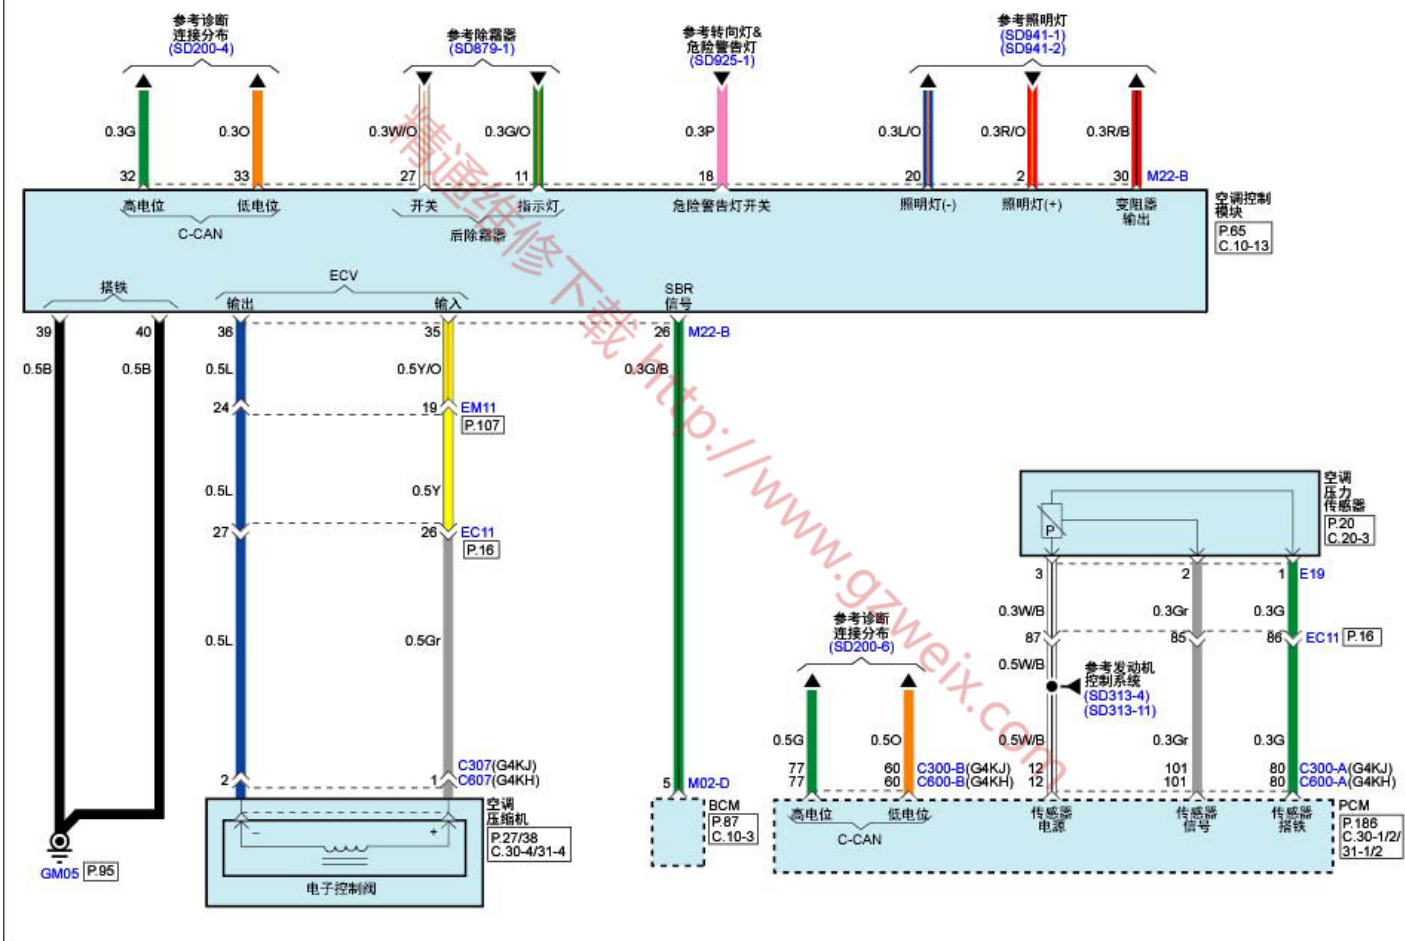 参考诊断
连接分布
(SD200-4)
参考除霜器
(SD879-1)
参考转向灯&
危险警告灯
(SD925-1)
参考照明灯
(SD941-1)
(SD941-2)
0.3G
0.3O
0.3W/O
0.3G/O
0.3P
0.3L/O
0.3R/O
0.3R/B
32
33
27
11
18
20
2
30
M22-B
高电位
低电位
开关
指示灯
危险警告灯开关
照明灯(-)
照明灯(+)
变阻器
输出
C-CAN
后除霜器
空调控制
模块
P.65
C.10-13
搭铁
ECV
输出
输入
SBR
信号
39
40
36
35
26
M22-B
0.5B
0.5B
0.5L
0.5Y/O
0.3G/B
24
19
EM11
P.107
0.5L
0.5Y
27
26
EC11
P.16
0.5L
0.5Gr
空调
压力
传感器
P.20
C.20-3
P
3
2
1
E19
0.3W/B
0.3Gr
0.3G
87
85
86
EC11
P.16
0.5W/B
参考发动机
控制系统
(SD313-4)
(SD313-11)
参考诊断
连接分布
(SD200-6)
0.5G
0.5O
0.5W/B
0.3Gr
0.3G
77
60
C300-B(G4KJ)
12
101
80
C300-A(G4KJ)
77
60
C600-B(G4KH)
12
101
80
C600-A(G4KH)
高电位
低电位
C-CAN
传感器
电源
传感器
信号
传感器
搭铁
PCM
P.186
C.30-1/2/
31-1/2
C307(G4KJ)
C607(G4KH)
2
1
空调
压缩机
P.27/38
C.30-4/31-4
−
+
电子控制阀
5
M02-D
BCM
P.87
C.10-3
GM05
P.95
精通维修下载 http://www.gzweix.com